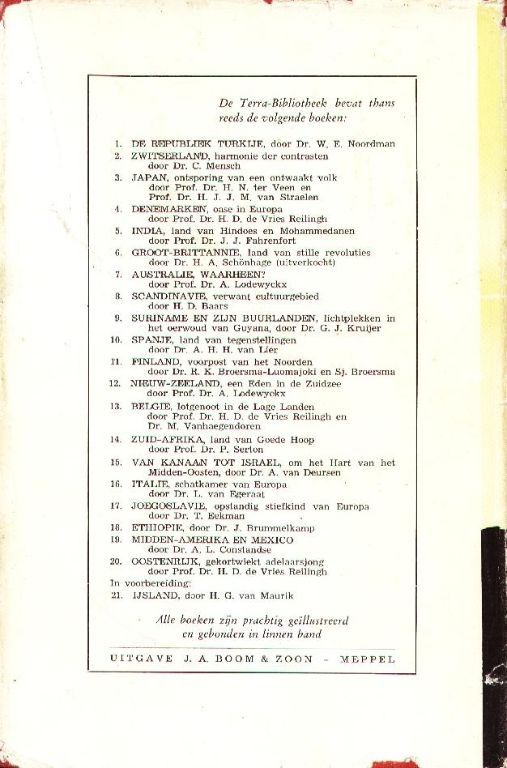 De Terra-Bibliotheek bevat thans
reeds de volgende boeken:
1. DE REPUBLIEK TURKIJE, door Dr. W. E. Noordman
2. ZWITSERLAND, harmonie der contrasten
door Dr. C. Mensch
3. JAPAN, ontsporing van een ontwaakt volk
door Prof. Dr. H. N. ter Veen en
Prof. Dr. H. J. J. M. van Straelen
4. DENEMARKEN, oase in Europa
door Prof. Dr. H. D. de Vries Reilingh
5. INDIA, land van Hindoes en Mohammedanen
door Prof. Dr. J. J. Fahrenfort
6. GROOT-BRITTANNIE, land van stille revoluties
door Dr. H. A. Schönhage (uitverkocht)
7. AUSTRALIE, WAARHEEN?
door Prof. Dr. A. Lodewyckx
8. SCANDINAVIE, verwant cultuurgebied
door H. D. Baars
9. SURINAME EN ZIJN BUURLANDEN, lichtplekken in
het oerwoud van Guyana, door Dr. G. J. Kruijer
10. SPANJE, land van tegenstellingen
door Dr. A. H. H. van Lier
11. FINLAND, voorpost van het Noorden
door Dr. R. K. Broersma-Luomajoki en Sj. Broersma
12. NIEUW-ZEELAND, een Eden in de Zuidzee
door Prof. Dr. A. Lodewyckx
13. BELGIE, lotgenoot in de Lage Landen
door Prof. Dr. H. D. de Vries Reilingh en
Dr. M. Vanhaegendoren
14. ZUID-AFRIKA, land van Goede Hoop
door Prof. Dr. P. Serton
15. VAN KANAAN TOT ISRAEL, om het Hart van het
Midden-Oosten, door Dr. A. van Deursen
16. ITALIE, schatkamer van Europa
door Dr. L. van Egeraat
17. JOEGOSLAVIE, opstandig stiefkind van Europa
door Dr. T. Eekman
18. ETHIOPIE, door Dr. J. Brummelkamp
19. MIDDEN-AMERIKA EN MEXICO
door Dr. A. L. Constandse
20. OOSTENRIJK, gekortwiekt adelaarsjong
door Prof. Dr. H. D. de Vries Reilingh
In voorbereiding:
21. IJSLAND, door H. G. van Maurik
Alle boeken zijn prachtig geïllustreerd
en gebonden in linnen band
UITGAVE J. A. BOOM & ZOON - MEPPEL